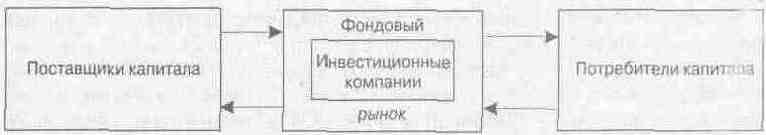 Фондовый
Поставщики капитала
Инвестиционные
компании
Потребители капитала
рынок